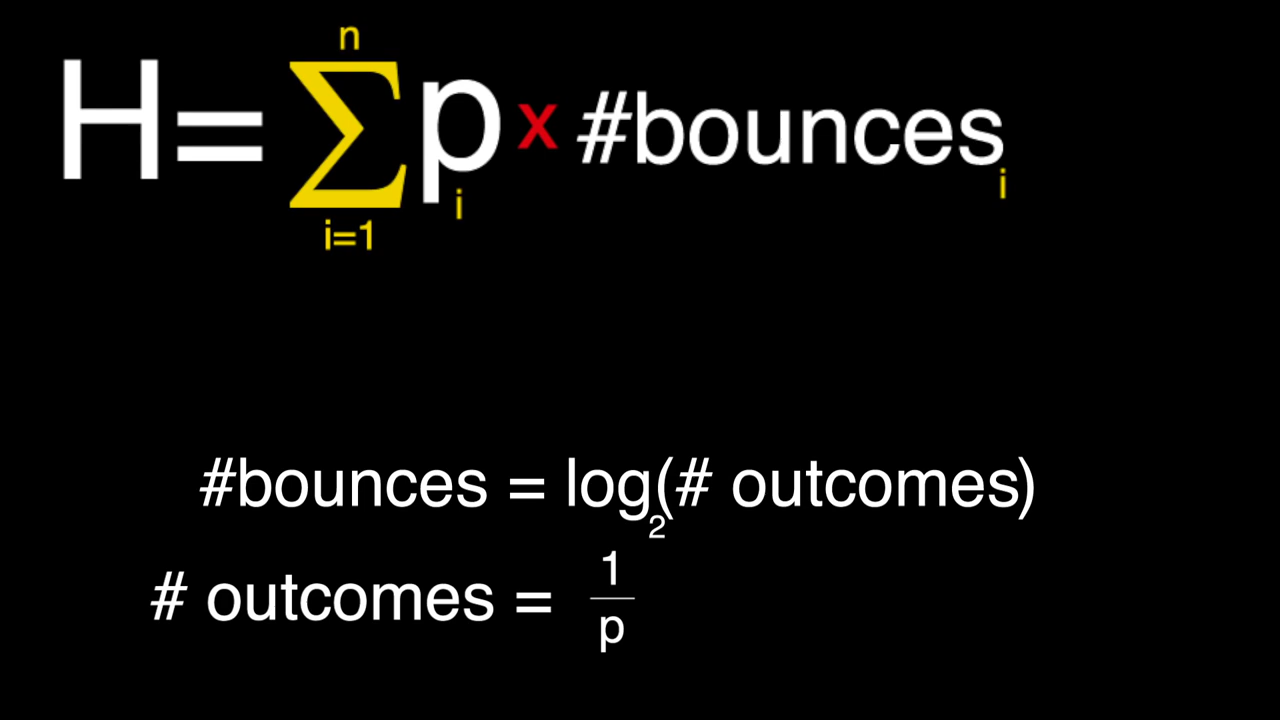 n
H= Σ p x #bounces
i i
i=1
#bounces = log₂(# outcomes)
# outcomes = 1/p